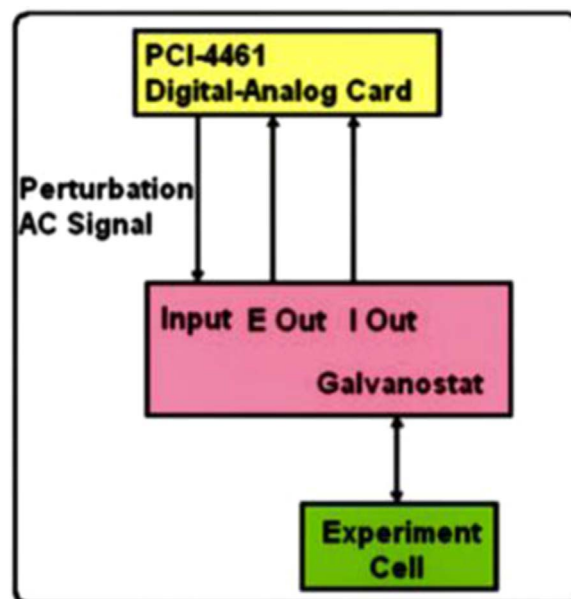 PCI-4461
Digital-Analog Card
Perturbation
AC Signal
Input E Out I Out
Galvanostat
Experiment
Cell